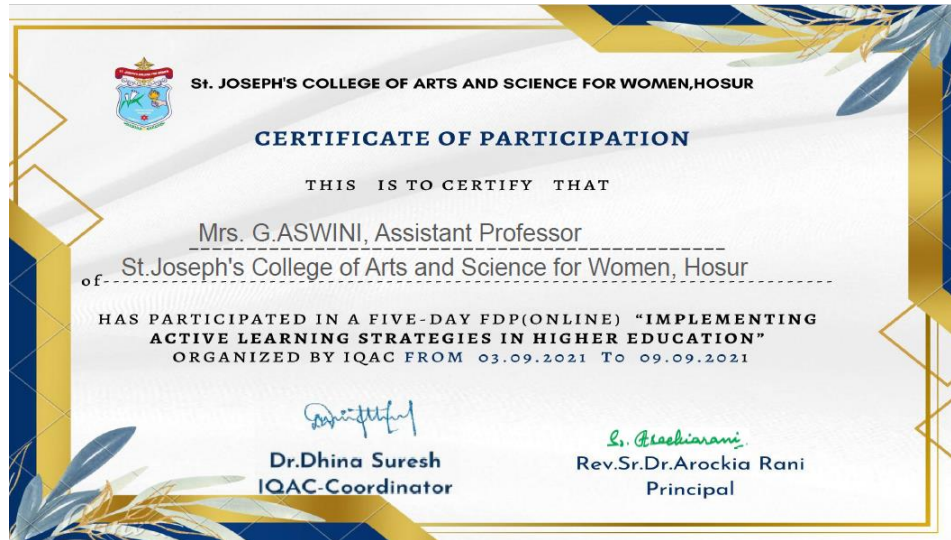 St. JOSEPH'S COLLEGE OF ARTS AND SCIENCE FOR WOMEN,HOSUR
CERTIFICATE OF PARTICIPATION
THIS IS TO CERTIFY THAT
Mrs. G.ASWINI, Assistant Professor
of St.Joseph's College of Arts and Science for Women, Hosur
HAS PARTICIPATED IN A FIVE-DAY FDP(ONLINE) “IMPLEMENTING
ACTIVE LEARNING STRATEGIES IN HIGHER EDUCATION”
ORGANIZED BY IQAC FROM 03.09.2021 To 09.09.2021
Dr.Dhina Suresh
IQAC-Coordinator
Rev.Sr.Dr.Arockia Rani
Principal